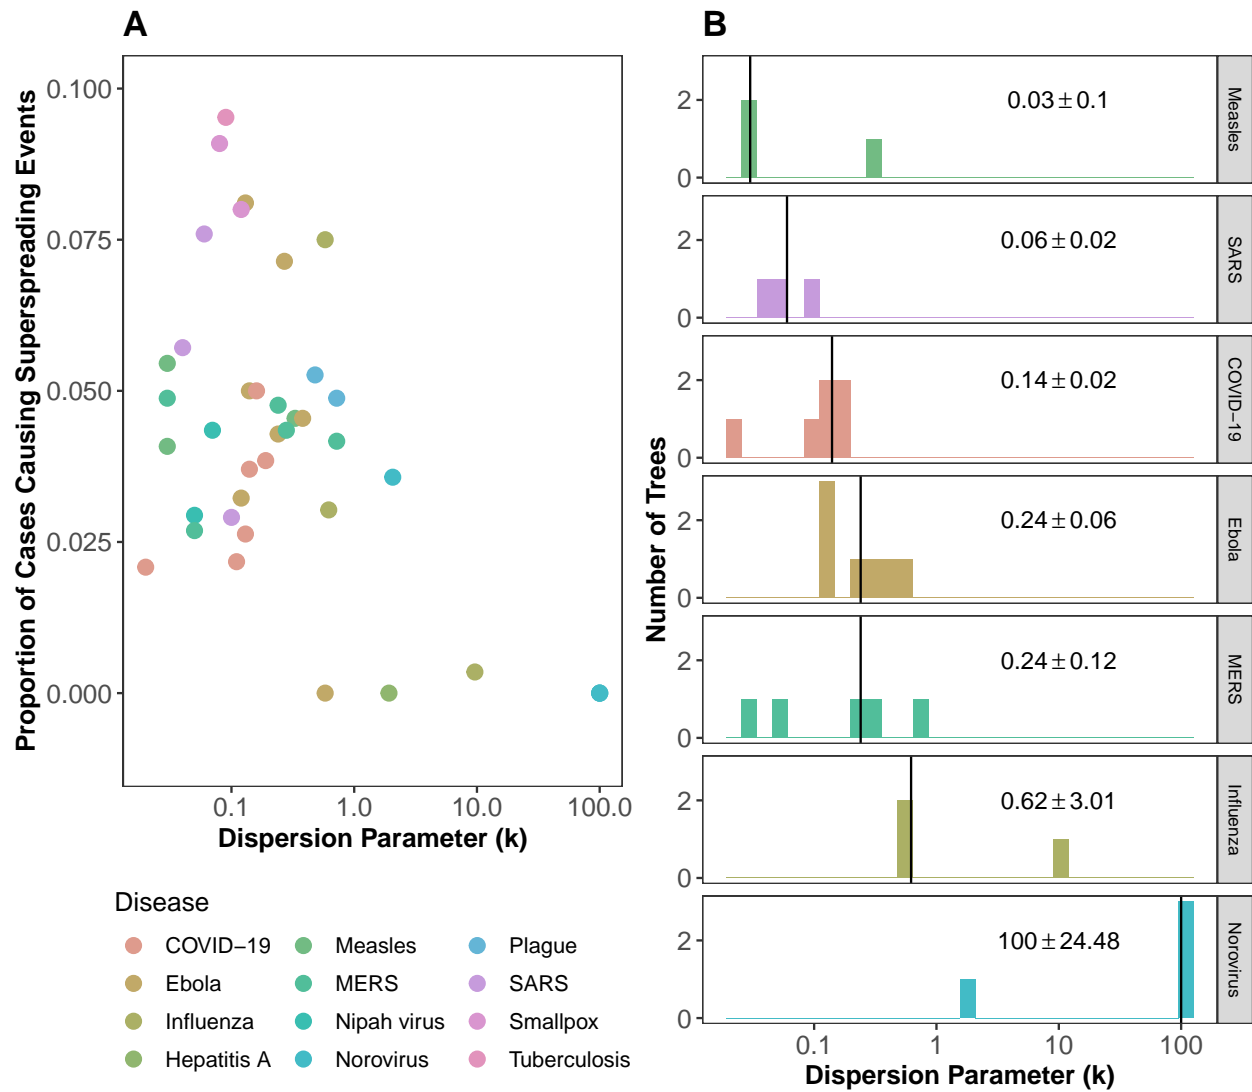 A
Proportion of Cases Causing Superspreading Events
0.100
0.075
0.050
0.025
0.000
0.1
1.0
10.0
100.0
Dispersion Parameter (k)
Disease
COVID−19
Ebola
Influenza
Hepatitis A
Measles
MERS
Nipah virus
Norovirus
Plague
SARS
Smallpox
Tuberculosis
B
Number of Trees
2
0
0.03 ± 0.1
Measles
2
0
0.06 ± 0.02
SARS
2
0
0.14 ± 0.02
COVID−19
2
0
0.24 ± 0.06
Ebola
2
0
0.24 ± 0.12
MERS
2
0
0.62 ± 3.01
Influenza
2
0
100 ± 24.48
Norovirus
0.1
1
10
100
Dispersion Parameter (k)